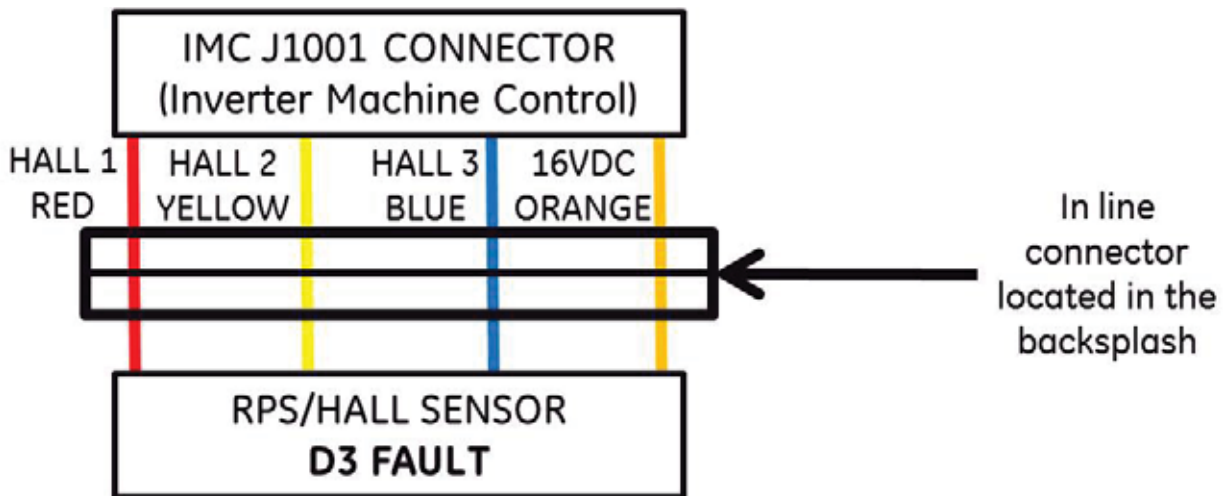 IMC J1001 CONNECTOR
(Inverter Machine Control)
HALL 1
RED
HALL 2
YELLOW
HALL 3
BLUE
16VDC
ORANGE
In line
connector
located in the
backsplash
RPS/HALL SENSOR
D3 FAULT